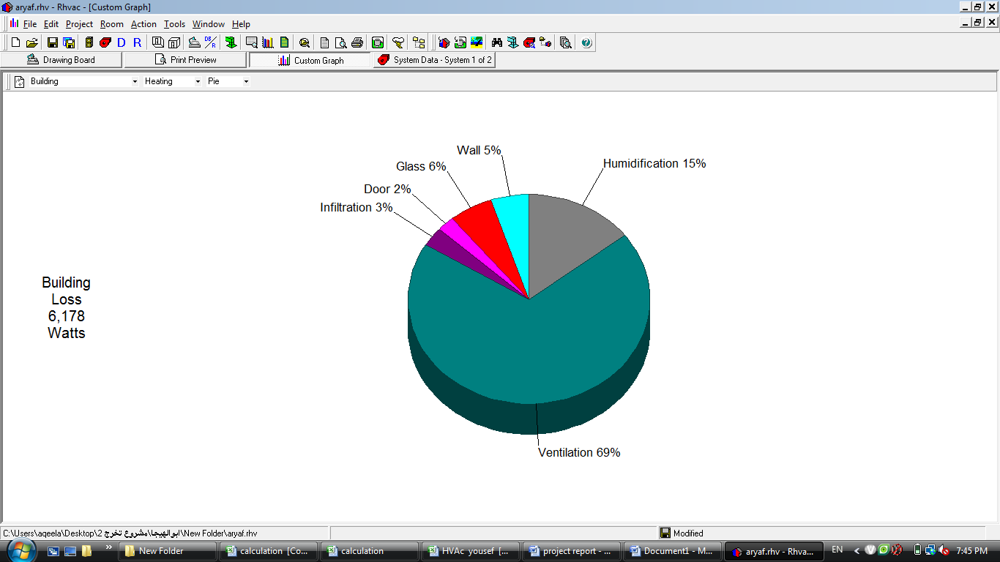 aryaf.rhv - Rhvac - [Custom Graph]
File Edit Project Room Action Tools Window Help
D R DB/R
Drawing Board Print Preview Custom Graph System Data - System 1 of 2
Building Heating Pie
Wall 5%
Humidification 15%
Glass 6%
Door 2%
Infiltration 3%
Building
Loss
6,178
Watts
Ventilation 69%
C:\Users\aqeela\Desktop\2 مشروع تخرج\ابوالهيجا\New Folder\aryaf.rhv Modified
New Folder calculation [Co... calculation HVAc yousef [... project report - ... Document1 - M... aryaf.rhv - Rhva... EN 7:45 PM